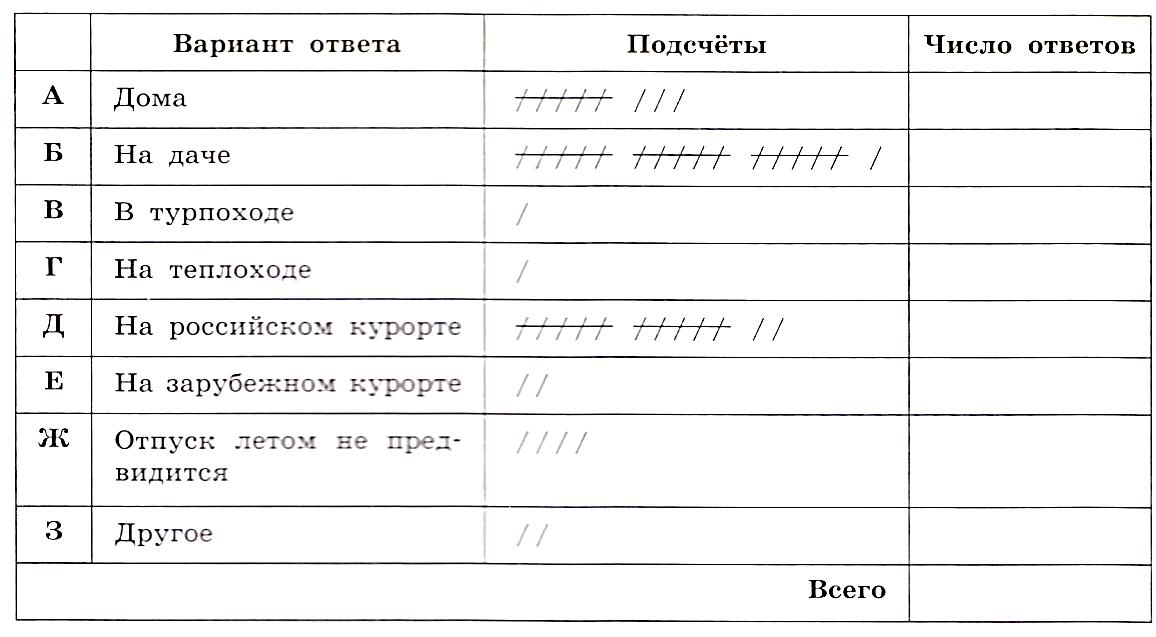 Вариант ответа Подсчёты Число ответов
А Дома ///// ///
Б На даче ///// ///// ///// /
В В турпоходе /
Г На теплоходе /
Д На российском курорте ///// ///// //
Е На зарубежном курорте //
Ж Отпуск летом не пред- ////
видится
З Другое //
Всего